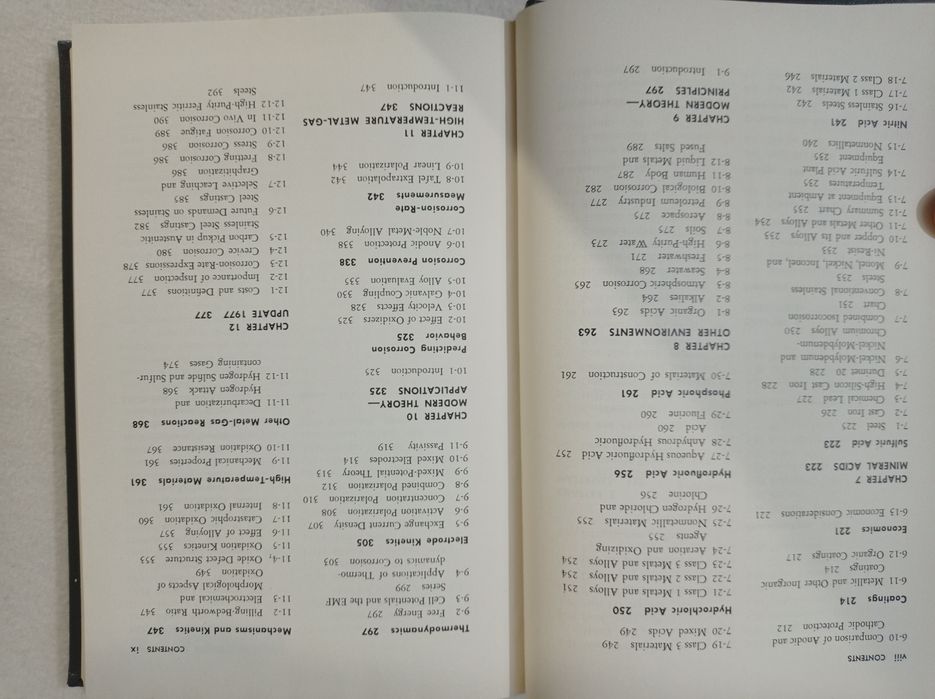 viii CONTENTS
6-10 Comparison of Anodic and
Cathodic Protection 212
Coatings 214
6-11 Metallic and Other Inorganic
Coatings 214
6-12 Organic Coatings 217
Economics 221
6-13 Economic Considerations 221
CHAPTER 7
MINERAL ACIDS 223
Sulfuric Acid 223
7-1 Steel 225
7-2 Cast Iron 226
7-3 Chemical Lead 227
7-4 High-Silicon Cast Iron 228
7-5 Durimet 20 228
7-6 Nickel-Molybdenum and
Nickel-Molybdenum-
Chromium Alloys 230
7-7 Combined Isocorrosion
Chart 231
7-8 Conventional Stainless
Steels 233
7-9 Monel, Nickel, Inconel, and
Ni-Resist 233
7-10 Copper and Its Alloys 233
7-11 Other Metals and Alloys 234
7-12 Summary Chart 235
7-13 Equipment at Ambient
Temperatures 235
7-14 Sulfuric Acid Plant
Equipment 235
7-15 Nonmetallics 240
Nitric Acid 241
7-16 Stainless Steels 242
7-17 Class 1 Materials 242
7-18 Class 2 Materials 246
7-19 Class 3 Materials 249
7-20 Mixed Acids 249
Hydrochloric Acid 250
7-21 Class 1 Metals and Alloys 251
7-22 Class 2 Metals and Alloys 254
7-23 Class 3 Metals and Alloys 254
7-24 Aeration and Oxidizing
Agents 255
7-25 Nonmetallic Materials 255
7-26 Hydrogen Chloride and
Chlorine 256
Hydrofluoric Acid 256
7-27 Aqueous Hydrofluoric Acid 257
7-28 Anhydrous Hydrofluoric
Acid 260
7-29 Fluorine 260
Phosphoric Acid 261
7-30 Materials of Construction 261
CHAPTER 8
OTHER ENVIRONMENTS 263
8-1 Organic Acids 263
8-2 Alkalies 264
8-3 Atmospheric Corrosion 265
8-4 Seawater 268
8-5 Freshwater 271
8-6 High-Purity Water 273
8-7 Soils 275
8-8 Aerospace 275
8-9 Petroleum Industry 277
8-10 Biological Corrosion 282
8-11 Human Body 287
8-12 Liquid Metals and
Fused Salts 289
CHAPTER 9
MODERN THEORY—
PRINCIPLES 297
9-1 Introduction 297
CONTENTS ix
Thermodynamics 297
9-2 Free Energy 297
9-3 Cell Potentials and the EMF
Series 299
9-4 Applications of Thermo-
dynamics to Corrosion 303
Electrode Kinetics 305
9-5 Exchange Current Density 307
9-6 Activation Polarization 308
9-7 Concentration Polarization 310
9-8 Combined Polarization 312
9-9 Mixed-Potential Theory 313
9-10 Mixed Electrodes 314
9-11 Passivity 319
CHAPTER 10
MODERN THEORY—
APPLICATIONS 325
10-1 Introduction 325
Predicting Corrosion
Behavior 325
10-2 Effect of Oxidizers 325
10-3 Velocity Effects 328
10-4 Galvanic Coupling 330
10-5 Alloy Evaluation 335
Corrosion Prevention 338
10-6 Anodic Protection 338
10-7 Noble-Metal Alloying 340
Corrosion-Rate
Measurements 342
10-8 Tafel Extrapolation 342
10-9 Linear Polarization 344
CHAPTER 11
HIGH-TEMPERATURE METAL-GAS
REACTIONS 347
11-1 Introduction 347
Mechanisms and Kinetics 347
11-2 Pilling-Bedworth Ratio 347
11-3 Electrochemical and
Morphological Aspects of
Oxidation 349
11-4, Oxide Defect Structure 353
11-5 Oxidation Kinetics 355
11-6 Effect of Alloying 357
11-7 Catastrophic Oxidation 360
11-8 Internal Oxidation 361
High-Temperature Materials 361
11-9 Mechanical Properties 361
11-10 Oxidation Resistance 367
Other Metal-Gas Reactions 368
11-11 Decarburization and
Hydrogen Attack 368
11-12 Hydrogen Sulfide and Sulfur-
containing Gases 374
CHAPTER 12
UPDATE 1977 377
12-1 Costs and Definitions 377
12-2 Importance of Inspection 377
12-3 Corrosion-Rate Expressions 378
12-4 Crevice Corrosion 380
12-5 Carbon Pickup in Austenitic
Stainless Steel Castings 382
12-6 Future Demands on Stainless
Steel Castings 385
12-7 Selective Leaching and
Graphitization 386
12-8 Fretting Corrosion 386
12-9 Stress Corrosion 386
12-10 Corrosion Fatigue 389
12-11 In Vivo Corrosion 390
12-12 High-Purity Ferritic Stainless
Steels 392